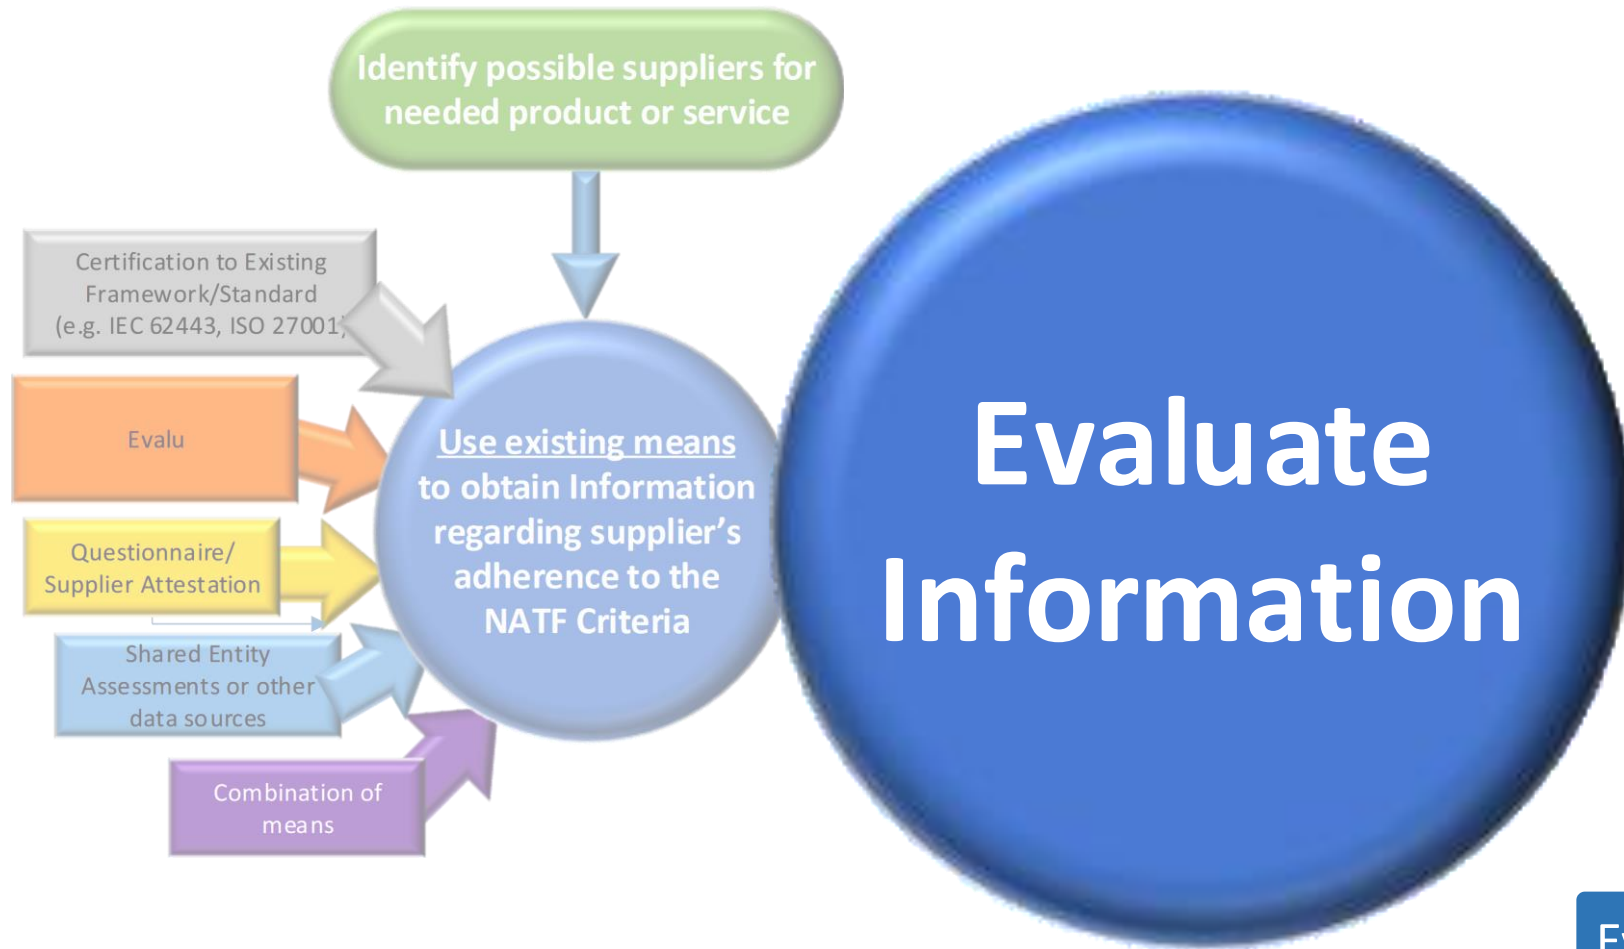 Identify possible suppliers for
needed product or service
Certification to Existing
Framework/Standard
(e.g. IEC 62443, ISO 27001)
Evalu
Questionnaire/
Supplier Attestation
Shared Entity
Assessments or other
data sources
Combination of
means
Use existing means
to obtain Information
regarding supplier’s
adherence to the
NATF Criteria
Evaluate
Information